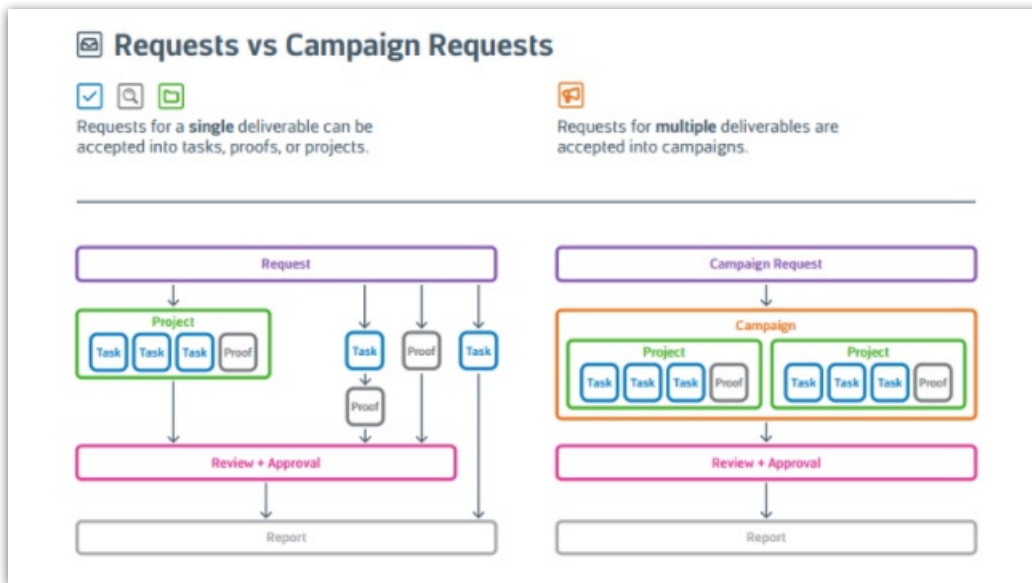 Requests vs Campaign Requests
Requests for a single deliverable can be
accepted into tasks, proofs, or projects.
Requests for multiple deliverables are
accepted into campaigns.
Request
Project
Task Task Task Proof
Task Proof Task
Proof
Review + Approval
Report
Campaign Request
Campaign
Project Project
Task Task Task Proof Task Task Task Proof
Review + Approval
Report